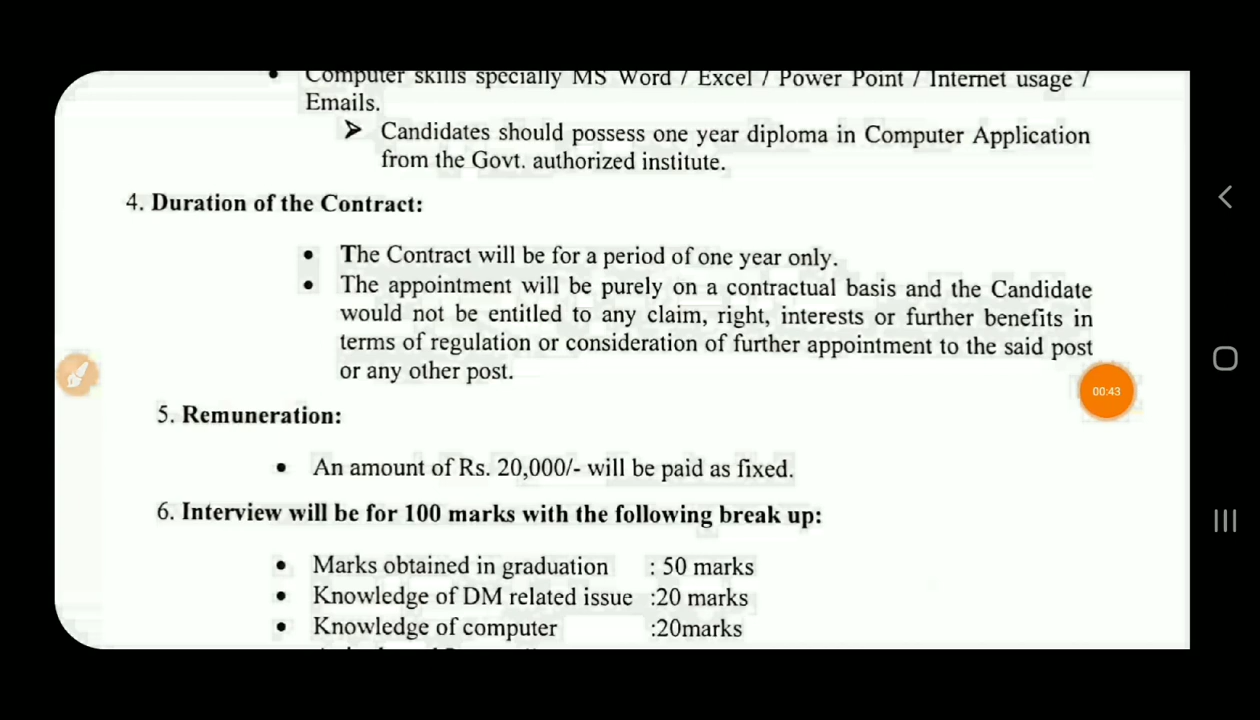 • Computer skills specially MS Word / Excel / Power Point / Internet usage /
Emails.
➤ Candidates should possess one year diploma in Computer Application
from the Govt. authorized institute.
4. Duration of the Contract:
• The Contract will be for a period of one year only.
• The appointment will be purely on a contractual basis and the Candidate
would not be entitled to any claim, right, interests or further benefits in
terms of regulation or consideration of further appointment to the said post
or any other post.
00:43
5. Remuneration:
• An amount of Rs. 20,000/- will be paid as fixed.
6. Interview will be for 100 marks with the following break up:
• Marks obtained in graduation : 50 marks
• Knowledge of DM related issue :20 marks
• Knowledge of computer :20marks